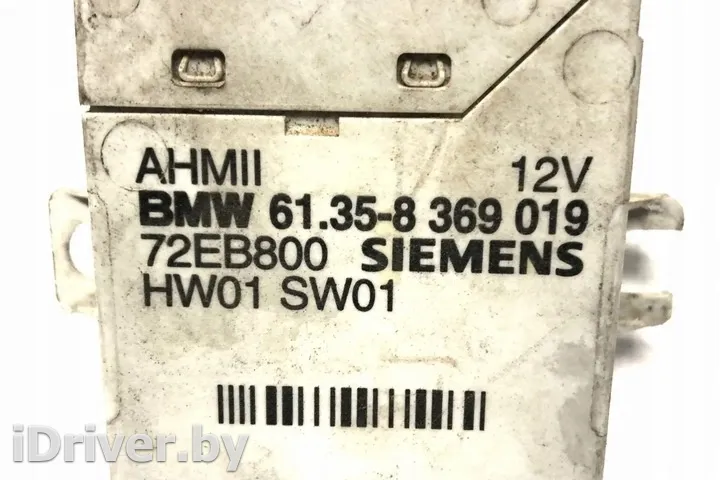 AHMII 12V
BMW 61.35-8 369 019
72EB800 SIEMENS
HW01 SW01
iDriver.by